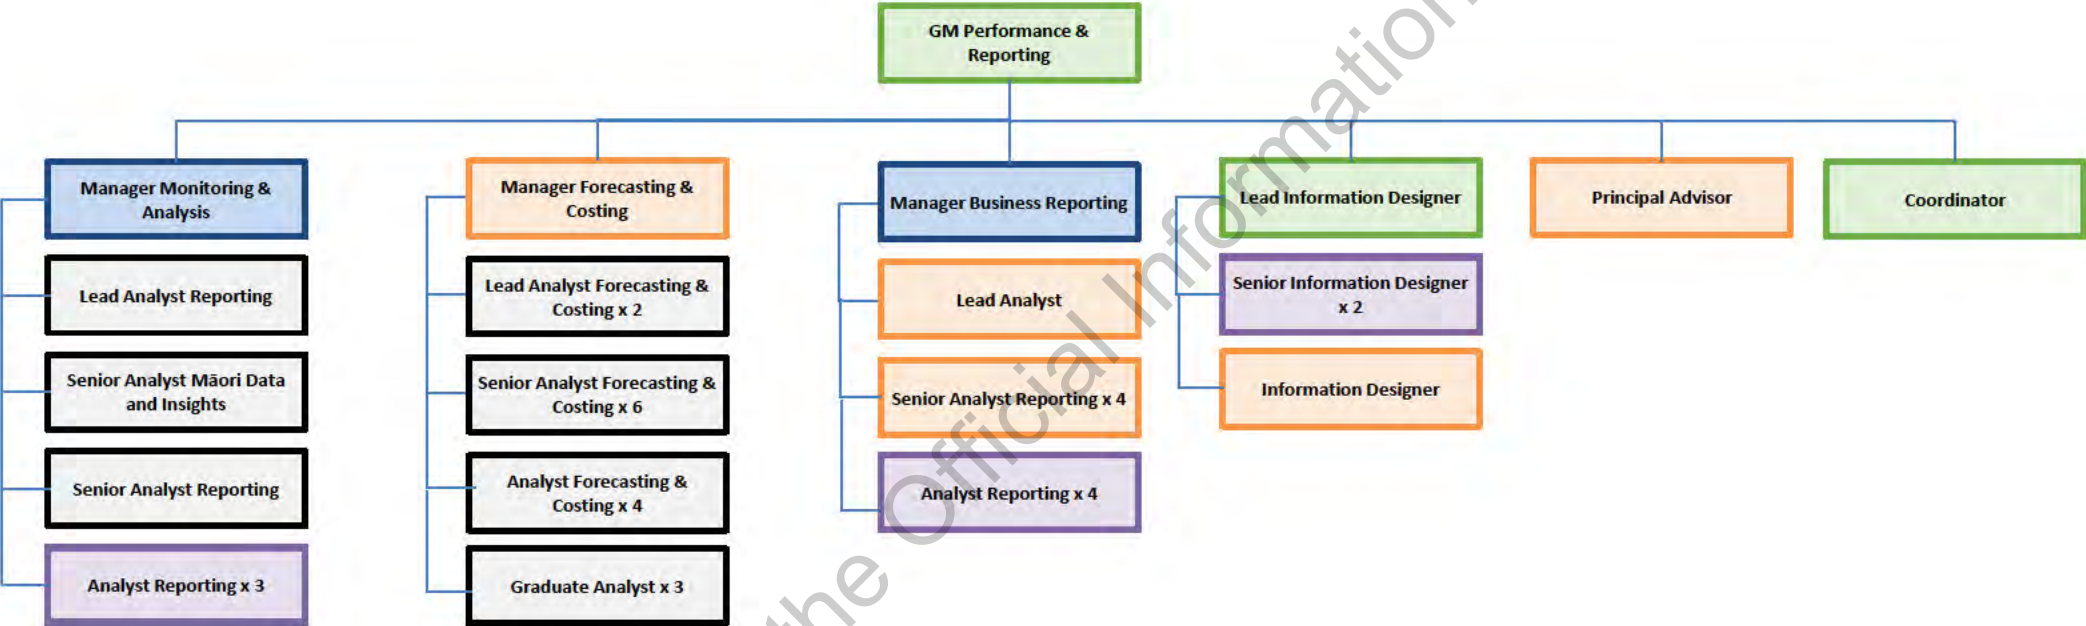 GM Performance &
Reporting
Manager Monitoring &
Analysis
Lead Analyst Reporting
Senior Analyst Māori Data
and Insights
Senior Analyst Reporting
Analyst Reporting x 3
Manager Forecasting &
Costing
Lead Analyst Forecasting &
Costing x 2
Senior Analyst Forecasting &
Costing x 6
Analyst Forecasting &
Costing x 4
Graduate Analyst x 3
Manager Business Reporting
Lead Analyst
Senior Analyst Reporting x 4
Analyst Reporting x 4
Lead Information Designer
Senior Information Designer
x 2
Information Designer
Principal Advisor
Coordinator
the Official Information